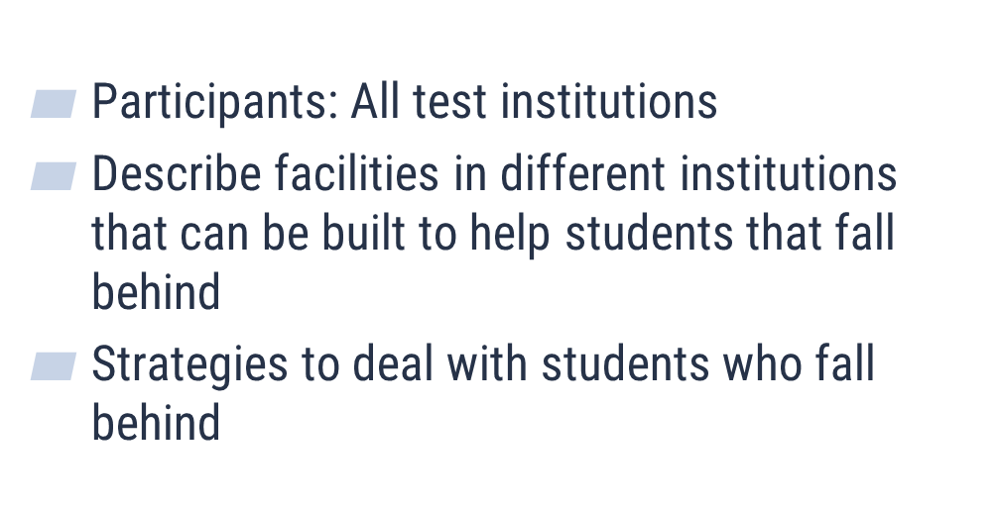 Participants: All test institutions
Describe facilities in different institutions
that can be built to help students that fall
behind
Strategies to deal with students who fall
behind